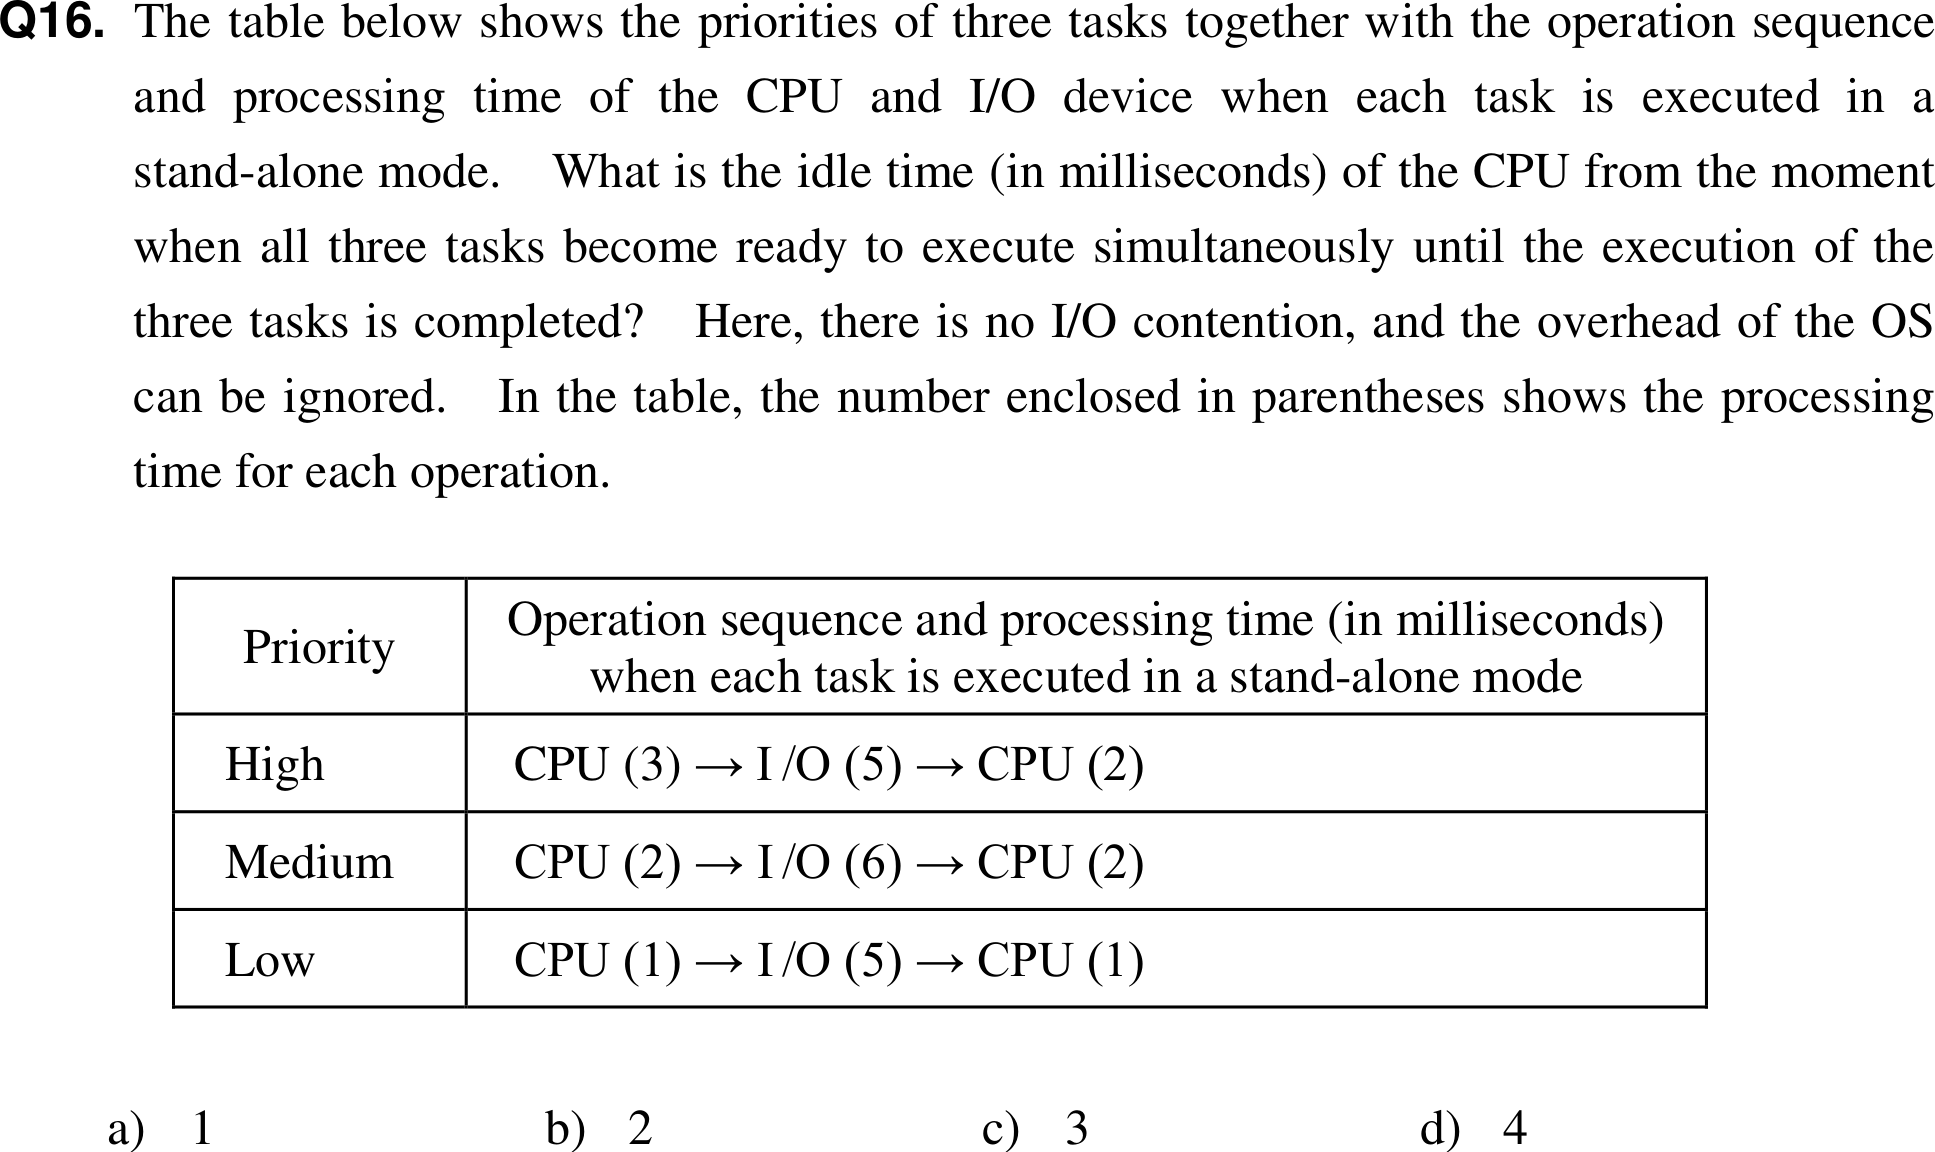 Q16. The table below shows the priorities of three tasks together with the operation sequence
and processing time of the CPU and I/O device when each task is executed in a
stand-alone mode. What is the idle time (in milliseconds) of the CPU from the moment
when all three tasks become ready to execute simultaneously until the execution of the
three tasks is completed? Here, there is no I/O contention, and the overhead of the OS
can be ignored. In the table, the number enclosed in parentheses shows the processing
time for each operation.
Priority
Operation sequence and processing time (in milliseconds)
when each task is executed in a stand-alone mode
High CPU (3) → I/O (5) → CPU (2)
Medium CPU (2) → I/O (6) → CPU (2)
Low CPU (1) → I/O (5) → CPU (1)
a) 1 b) 2 c) 3 d) 4